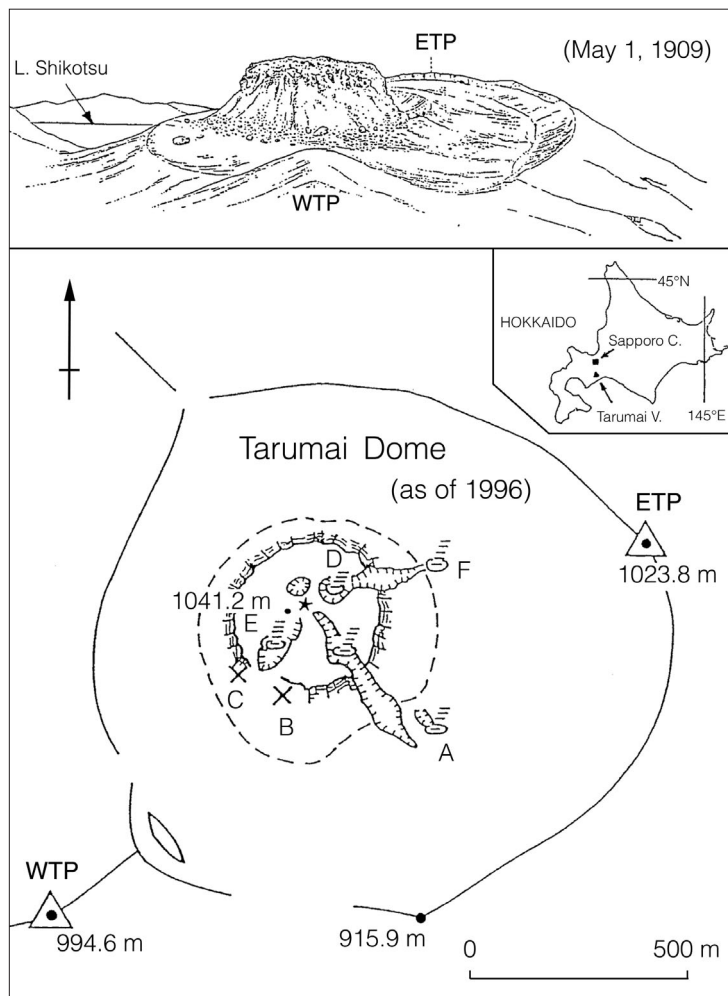 ETP
(May 1, 1909)
L. Shikotsu
WTP
45°N
HOKKAIDO
Sapporo C.
Tarumai V.
145°E
Tarumai Dome
(as of 1996)
ETP
1023.8 m
D
F
1041.2 m
E
C
B
A
WTP
994.6 m
915.9 m
0 500 m